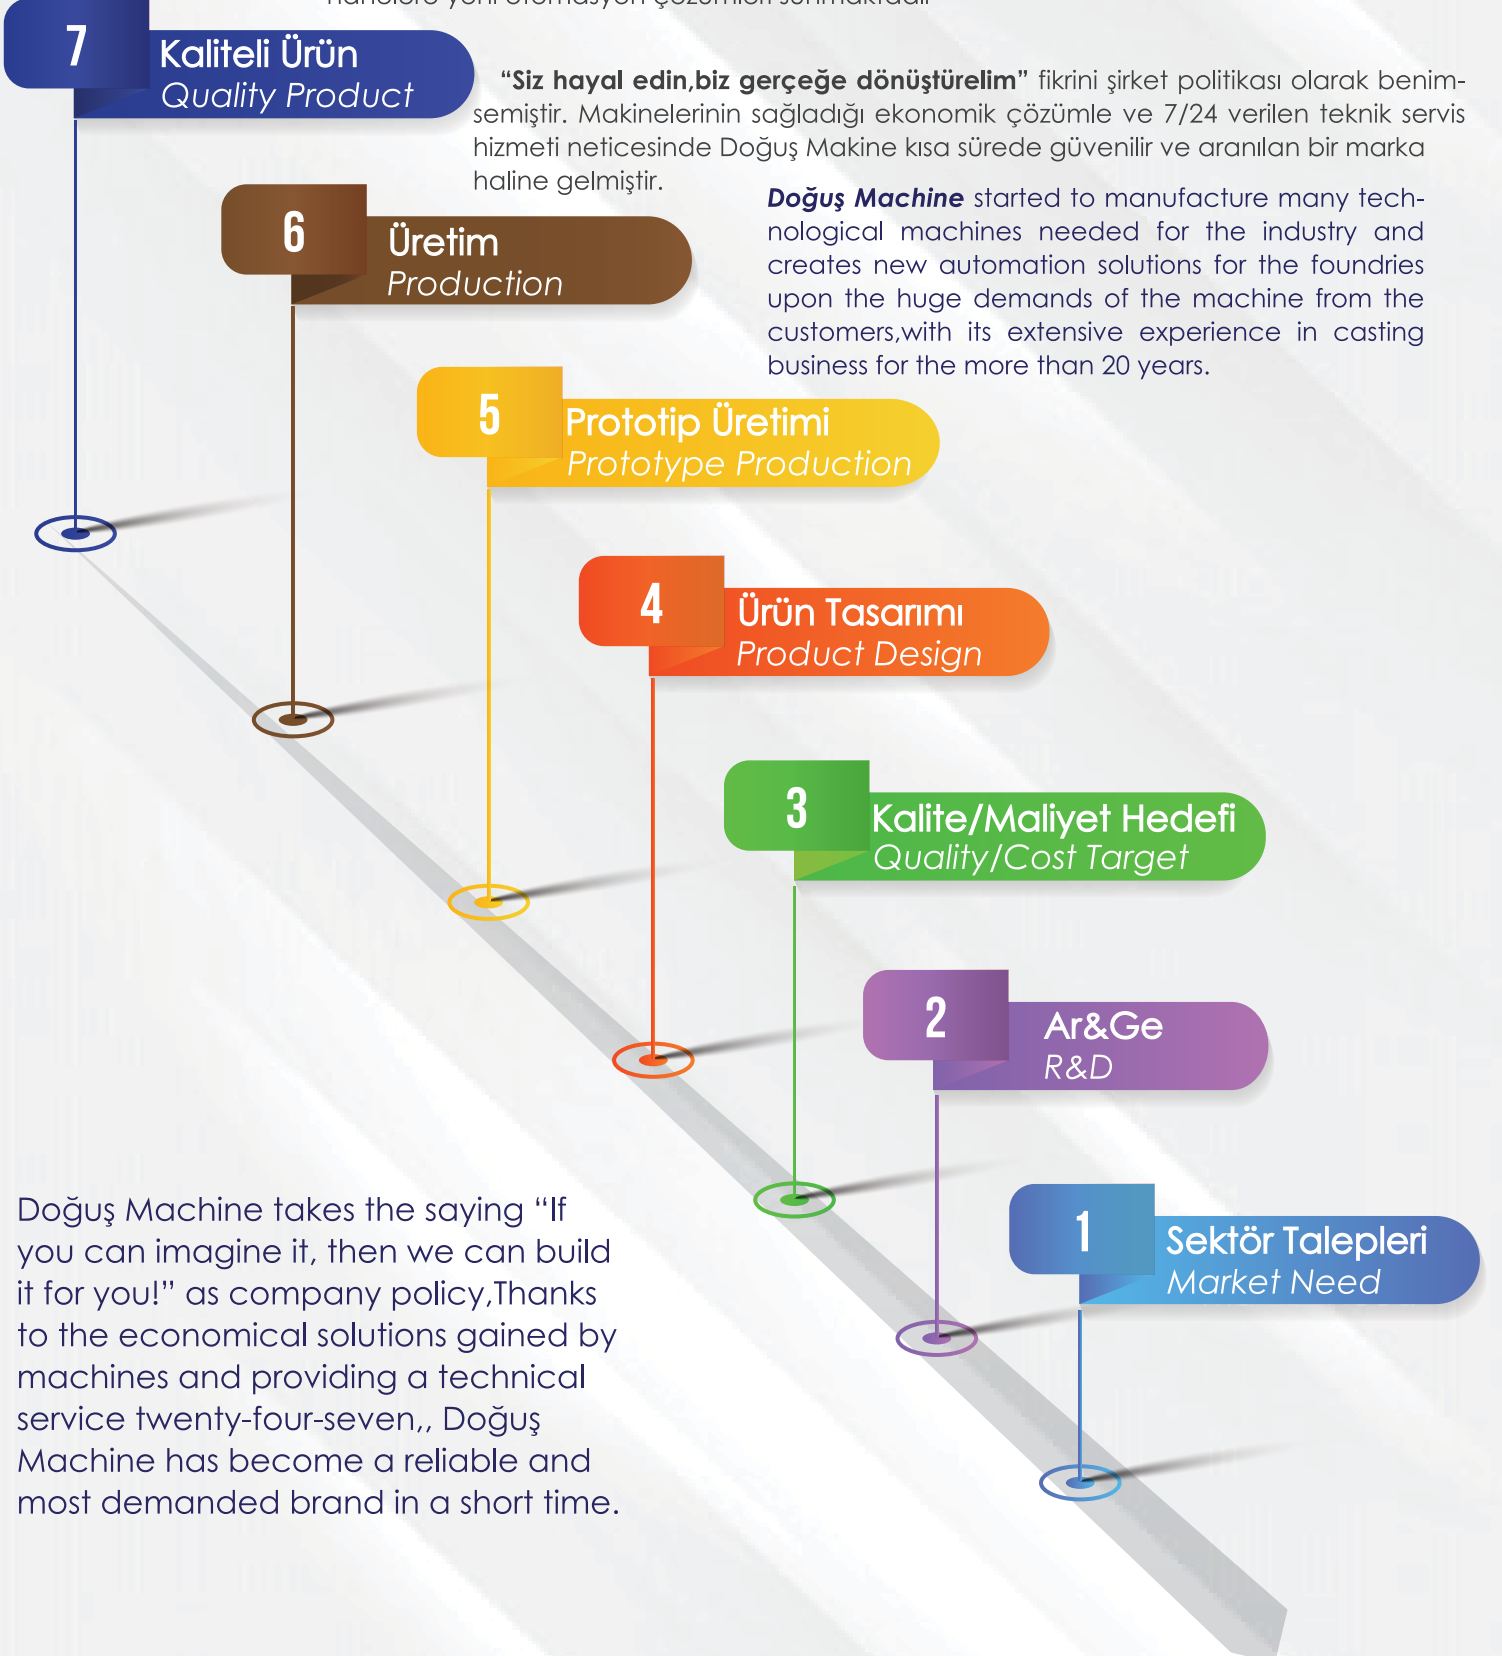 7
Kaliteli Ürün
Quality Product
“Siz hayal edin,biz gerçeğe dönüştürelim” fikrini şirket politikası olarak benim-
semiştir. Makinelerinin sağladığı ekonomik çözümle ve 7/24 verilen teknik servis
hizmeti neticesinde Doğuş Makine kısa sürede güvenilir ve aranılan bir marka
haline gelmiştir.
Doğuş Machine started to manufacture many tech-
nological machines needed for the industry and
creates new automation solutions for the foundries
upon the huge demands of the machine from the
customers,with its extensive experience in casting
business for the more than 20 years.
6
Üretim
Production
5
Prototip Üretimi
Prototype Production
4
Ürün Tasarımı
Product Design
3
Kalite/Maliyet Hedefi
Quality/Cost Target
2
Ar&Ge
R&D
1
Sektör Talepleri
Market Need
Doğuş Machine takes the saying “If
you can imagine it, then we can build
it for you!” as company policy,Thanks
to the economical solutions gained by
machines and providing a technical
service twenty-four-seven,, Doğuş
Machine has become a reliable and
most demanded brand in a short time.